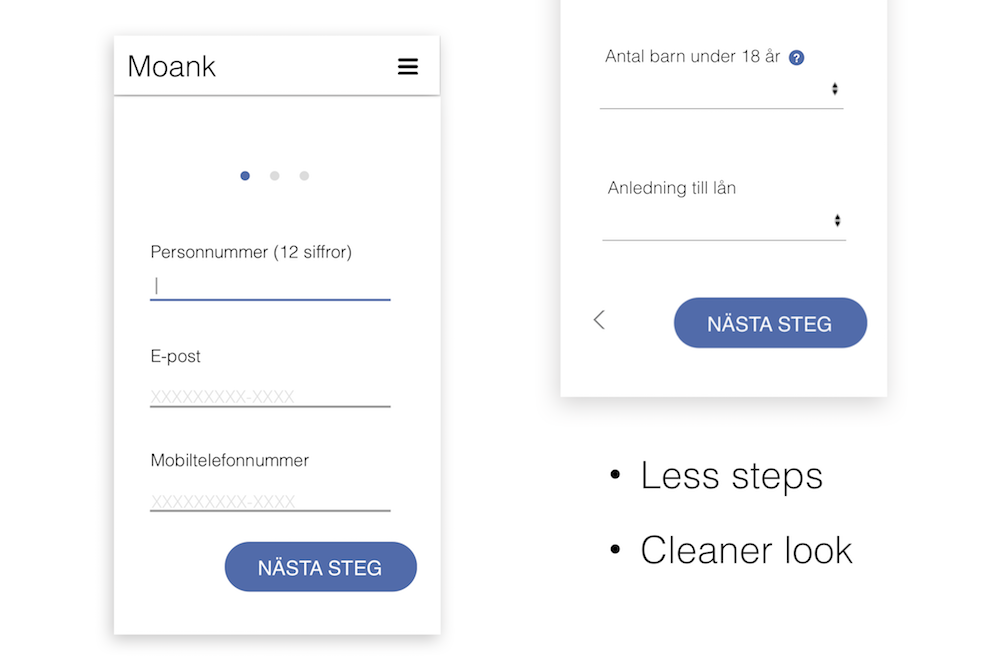 Moank
Personnummer (12 siffror)
E-post
XXXXXXXXX-XXXX
Mobiltelefonnummer
XXXXXXXXX-XXXX
NÄSTA STEG
Antal barn under 18 år ?
Anledning till lån
NÄSTA STEG
• Less steps
• Cleaner look